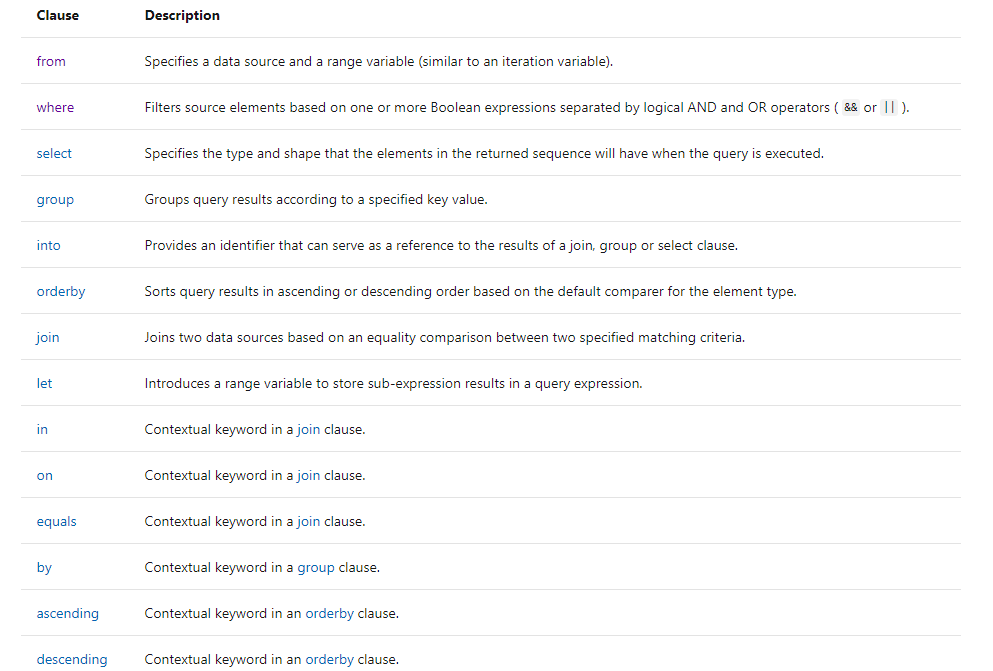 Clause Description
from Specifies a data source and a range variable (similar to an iteration variable).
where Filters source elements based on one or more Boolean expressions separated by logical AND and OR operators ( && or || ).
select Specifies the type and shape that the elements in the returned sequence will have when the query is executed.
group Groups query results according to a specified key value.
into Provides an identifier that can serve as a reference to the results of a join, group or select clause.
orderby Sorts query results in ascending or descending order based on the default comparer for the element type.
join Joins two data sources based on an equality comparison between two specified matching criteria.
let Introduces a range variable to store sub-expression results in a query expression.
in Contextual keyword in a join clause.
on Contextual keyword in a join clause.
equals Contextual keyword in a join clause.
by Contextual keyword in a group clause.
ascending Contextual keyword in an orderby clause.
descending Contextual keyword in an orderby clause.